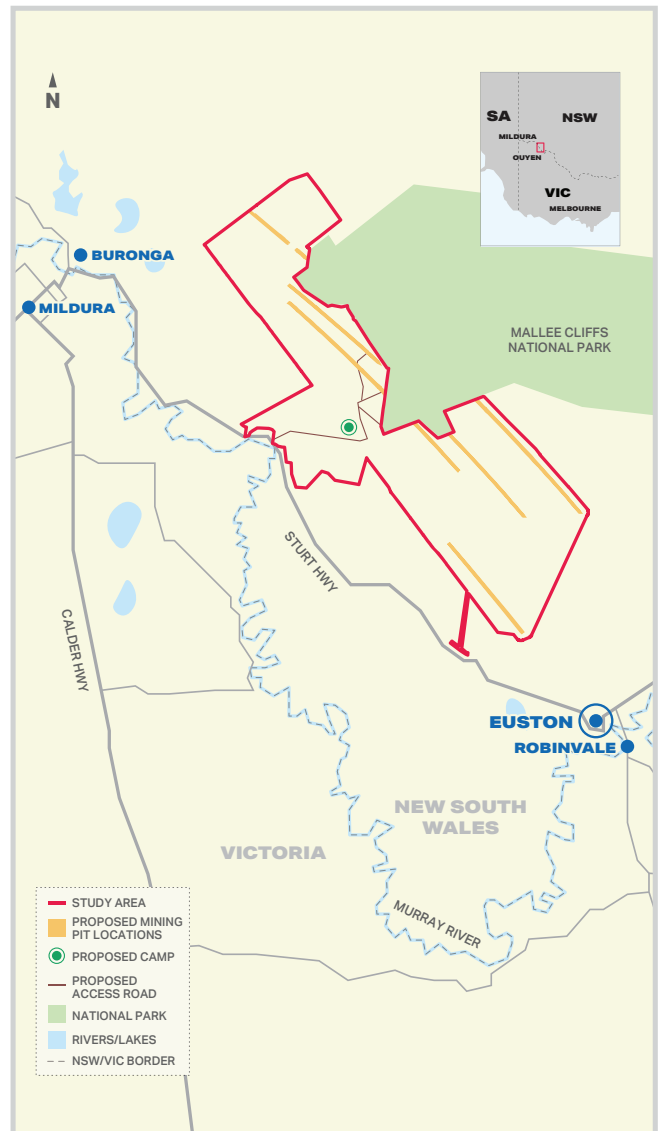 N
SA
NSW
MILDURA
OUYEN
VIC
MELBOURNE
BURONGA
MILDURA
MALLEE CLIFFS
NATIONAL PARK
STURT HWY
CALDER HWY
EUSTON
ROBINVALE
NEW SOUTH
WALES
VICTORIA
MURRAY RIVER
STUDY AREA
PROPOSED MINING
PIT LOCATIONS
PROPOSED CAMP
PROPOSED
ACCESS ROAD
NATIONAL PARK
RIVERS/LAKES
NSW/VIC BORDER